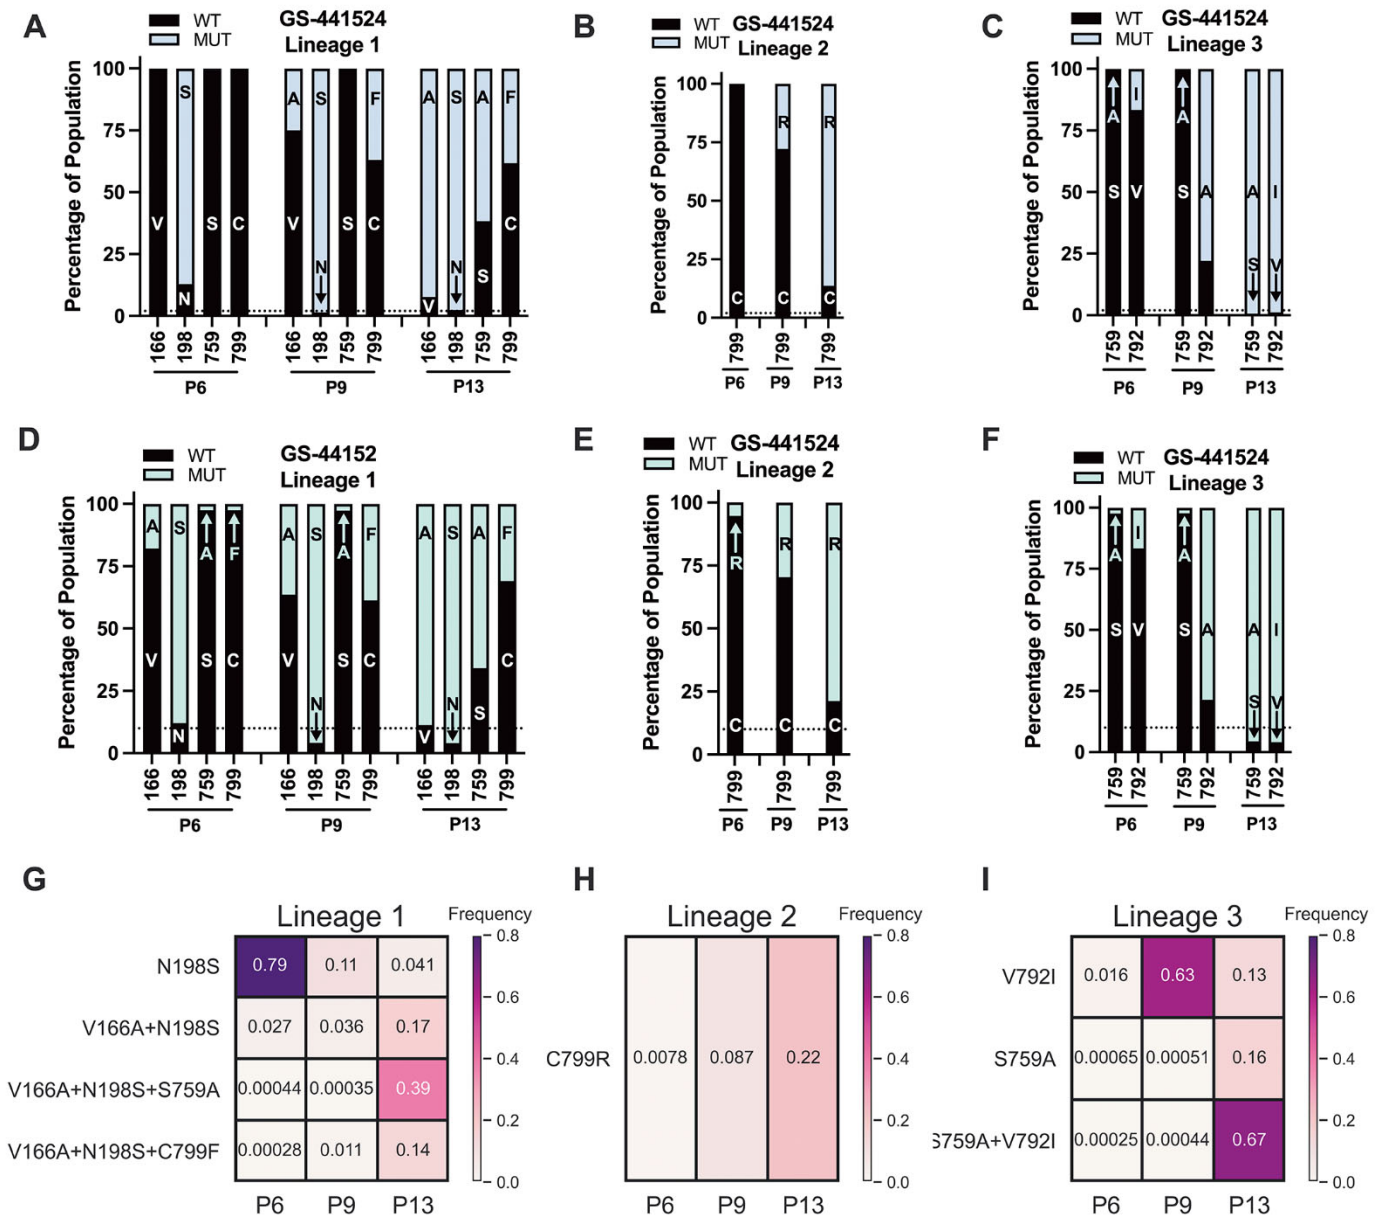 A
WT
MUT
GS-441524
Lineage 1
Percentage of Population
100
75
50
25
0
V
S
N
S
C
A
V
S
N
S
F
C
A
V
S
N
A
S
F
C
166
198
759
799
166
198
759
799
166
198
759
799
P6
P9
P13
B
WT
MUT
GS-441524
Lineage 2
Percentage of Population
100
75
50
25
0
C
R
C
R
C
799
799
799
P6
P9
P13
C
WT
MUT
GS-441524
Lineage 3
Percentage of Population
100
75
50
25
0
A
S
I
V
A
S
A
A
S
I
V
759
792
759
792
759
792
P6
P9
P13
D
WT
MUT
GS-44152
Lineage 1
Percentage of Population
100
75
50
25
0
A
V
S
N
A
S
F
C
A
V
S
N
A
S
F
C
A
V
S
N
A
S
F
C
166
198
759
799
166
198
759
799
166
198
759
799
P6
P9
P13
E
WT
MUT
GS-441524
Lineage 2
Percentage of Population
100
75
50
25
0
R
C
R
C
R
C
799
799
799
P6
P9
P13
F
WT
MUT
GS-441524
Lineage 3
Percentage of Population
100
75
50
25
0
A
S
I
V
A
S
A
A
S
I
V
759
792
759
792
759
792
P6
P9
P13
G
Lineage 1
Frequency
N198S 0.79 0.11 0.041
V166A+N198S 0.027 0.036 0.17
V166A+N198S+S759A 0.00044 0.00035 0.39
V166A+N198S+C799F 0.00028 0.011 0.14
P6 P9 P13
0.8
0.6
0.4
0.2
0.0
H
Lineage 2
Frequency
C799R 0.0078 0.087 0.22
P6 P9 P13
0.8
0.6
0.4
0.2
0.0
I
Lineage 3
Frequency
V792I 0.016 0.63 0.13
S759A 0.00065 0.00051 0.16
S759A+V792I 0.00025 0.00044 0.67
P6 P9 P13
0.8
0.6
0.4
0.2
0.0